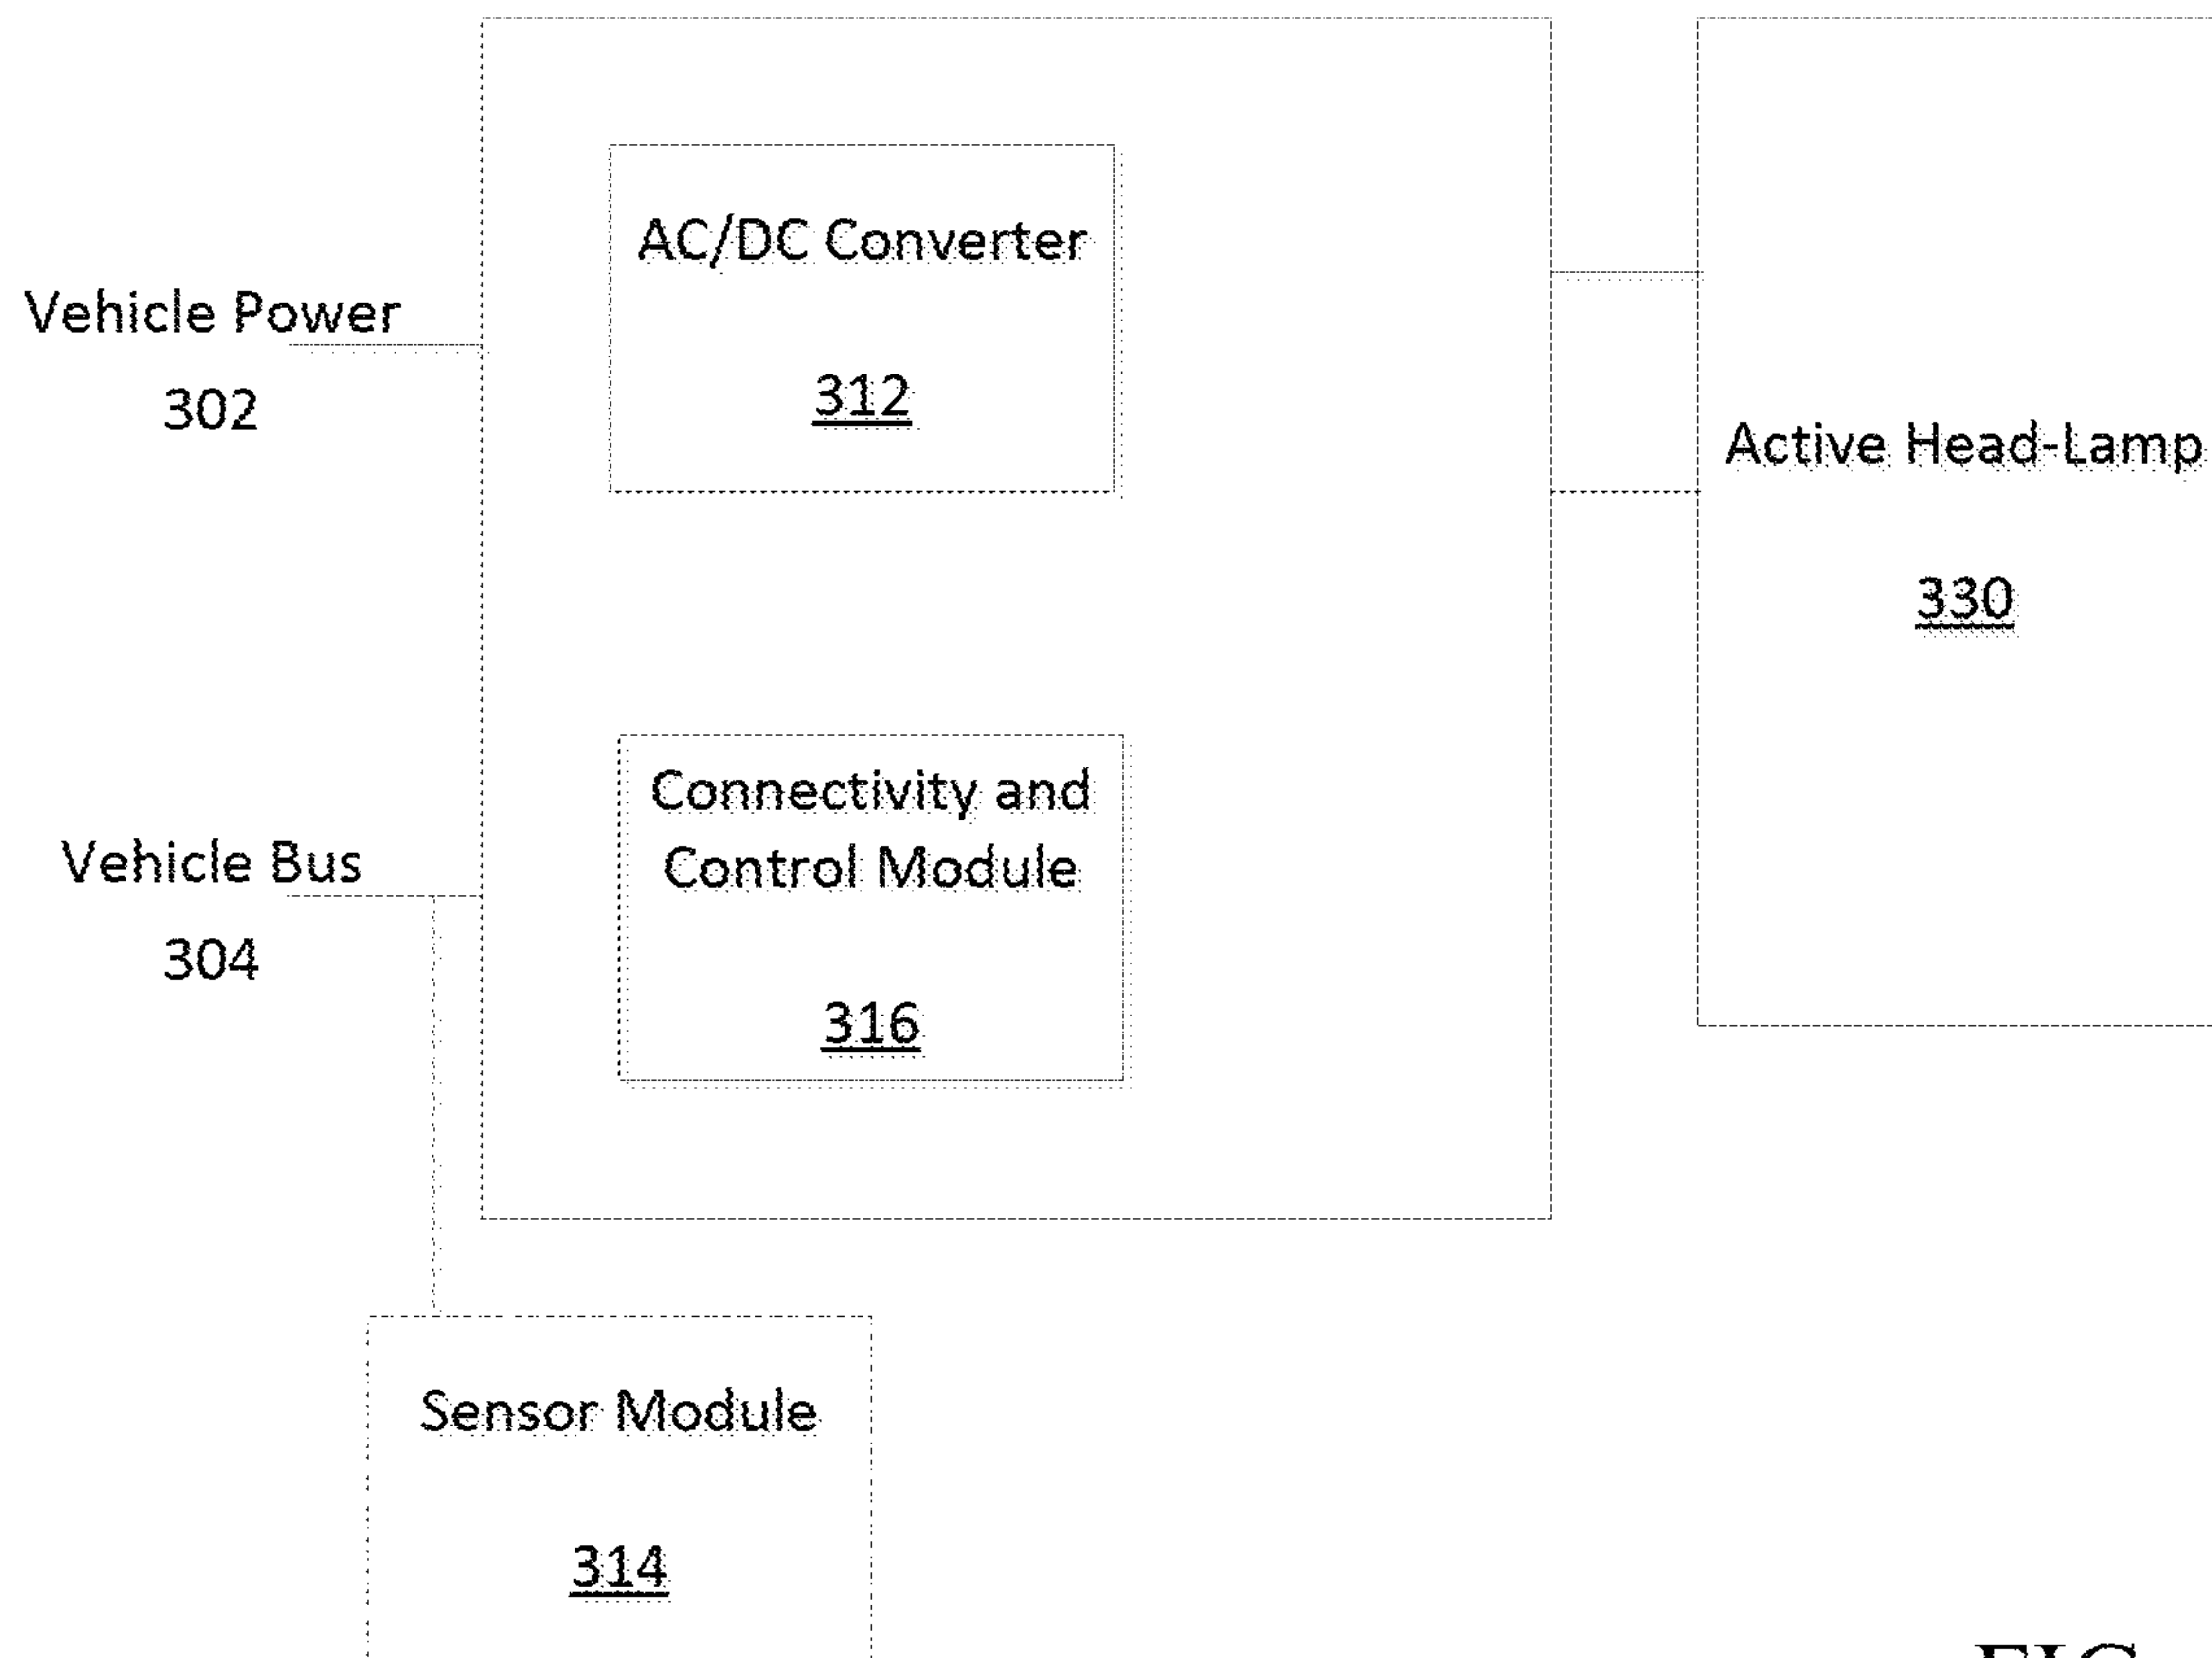 AC/DC Converter
312
Vehicle Power
302
Active Head-Lamp
330
Connectivity and
Control Module
316
Vehicle Bus
304
Sensor Module
314